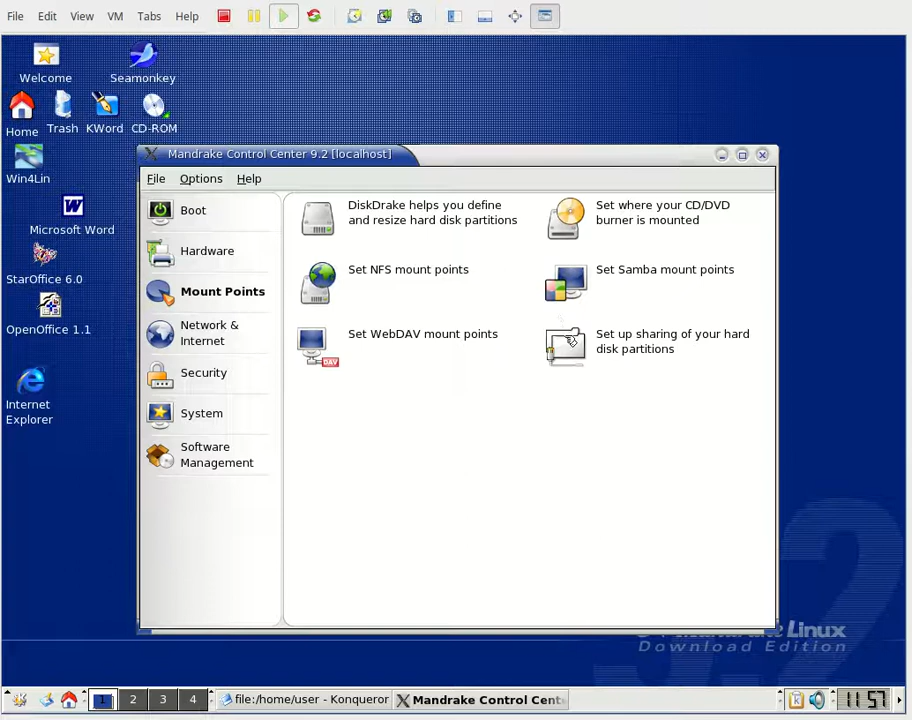 File Edit View VM Tabs Help
Welcome
Seamonkey
Home
Trash
KWord
CD-ROM
Win4Lin
Microsoft Word
StarOffice 6.0
OpenOffice 1.1
Internet
Explorer
Mandrake Control Center 9.2 [localhost]
File Options Help
Boot
Hardware
Mount Points
Network &
Internet
Security
System
Software
Management
DiskDrake helps you define
and resize hard disk partitions
Set where your CD/DVD
burner is mounted
Set NFS mount points
Set Samba mount points
Set WebDAV mount points
DAV
Set up sharing of your hard
disk partitions
Linux
Download Edition
1 2 3 4
file:/home/user - Konqueror
Mandrake Control Cent
11:57